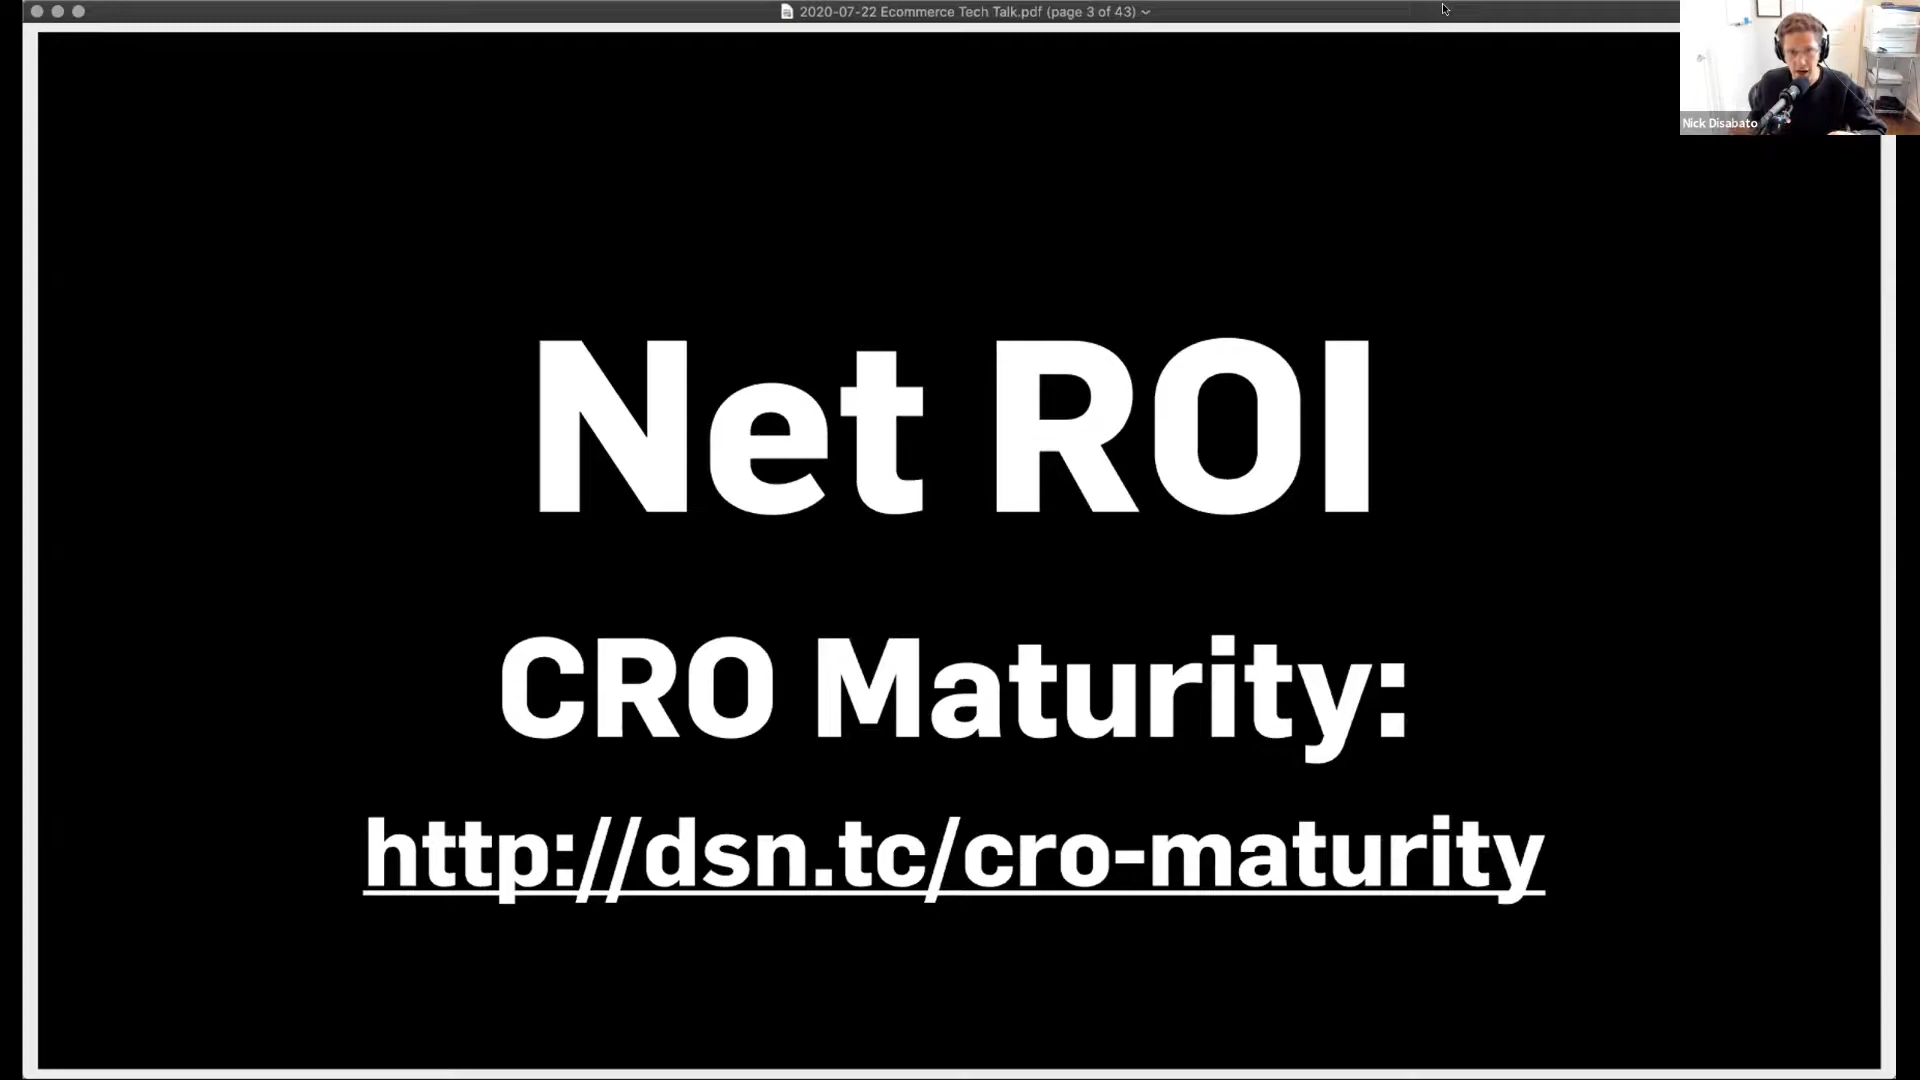 2020-07-22 Ecommerce Tech Talk.pdf (page 3 of 43)
Nick Disabato
Net ROI
CRO Maturity:
http://dsn.tc/cro-maturity